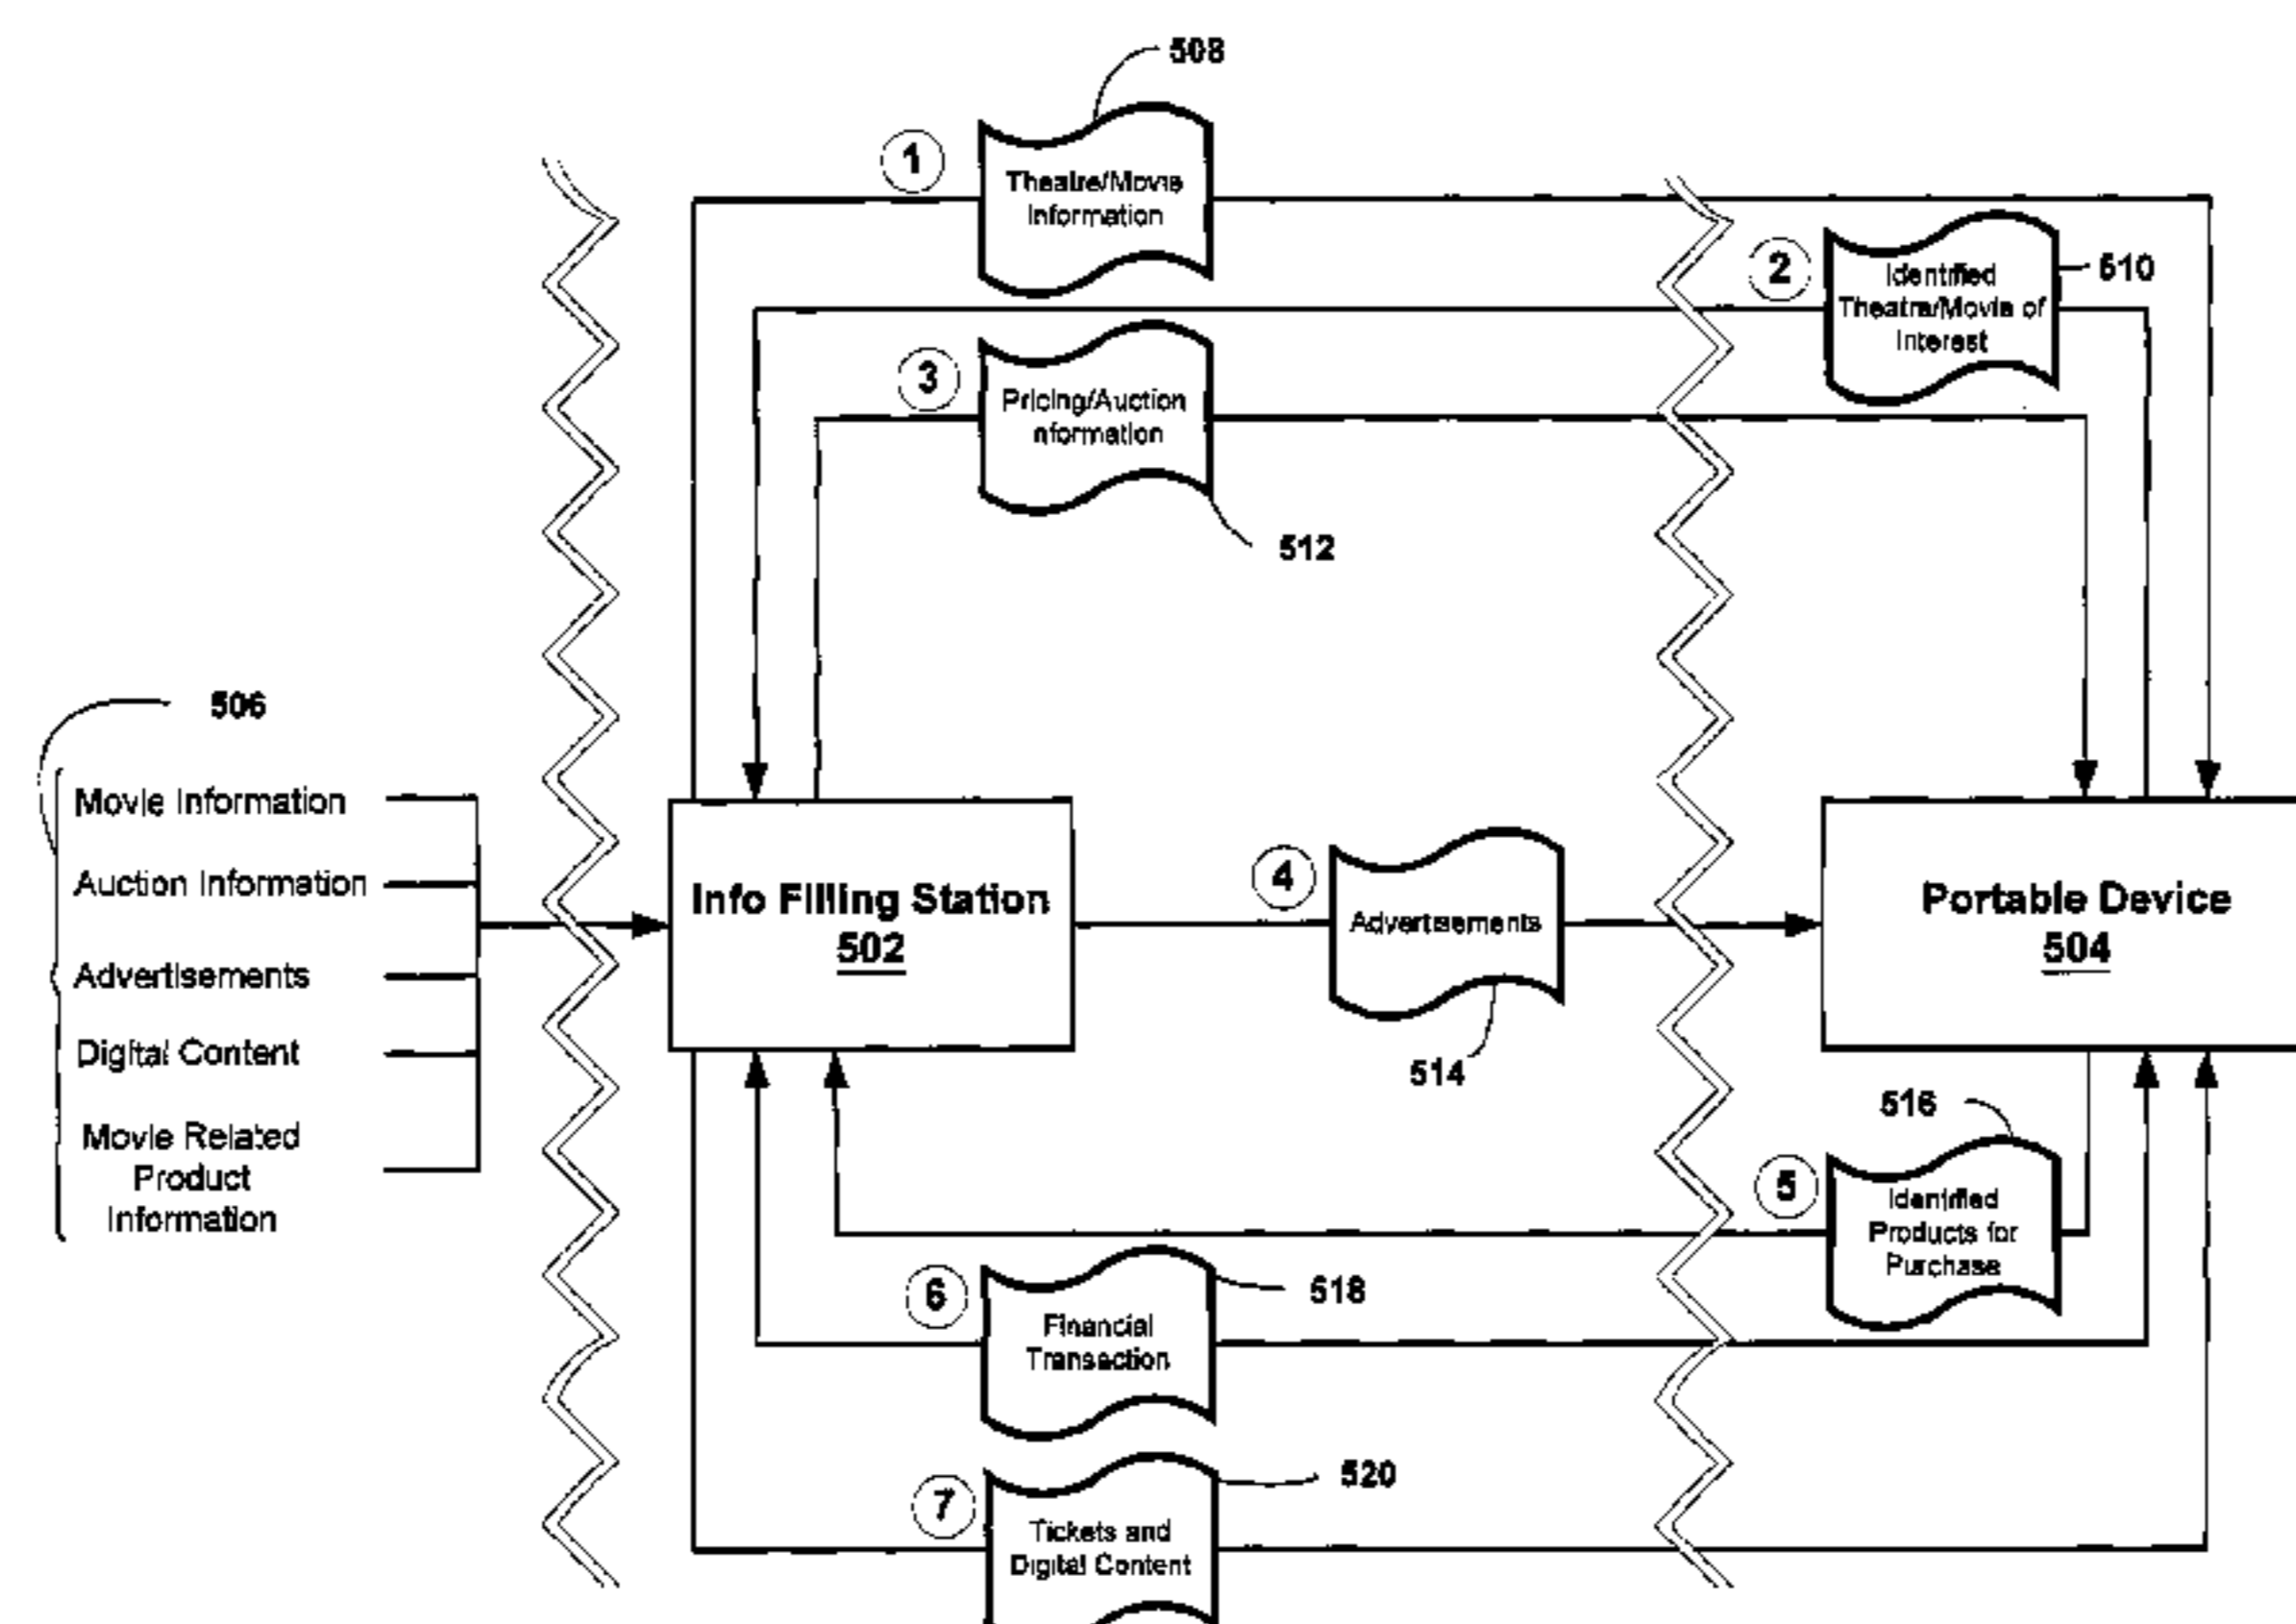 508
1
Theatre/Movie
Information
2
Identified
Theatre/Movie of
Interest
510
3
Pricing/Auction
nformation
512
506
Movie Information
Auction Information
Advertisements
Digital Content
Movie Related
Product
Information
Info Filling Station
502
4
Advertisements
514
Portable Device
504
516
5
Identified
Products for
Purchase
6
Financial
Transaction
518
7
Tickets and
Digital Content
520